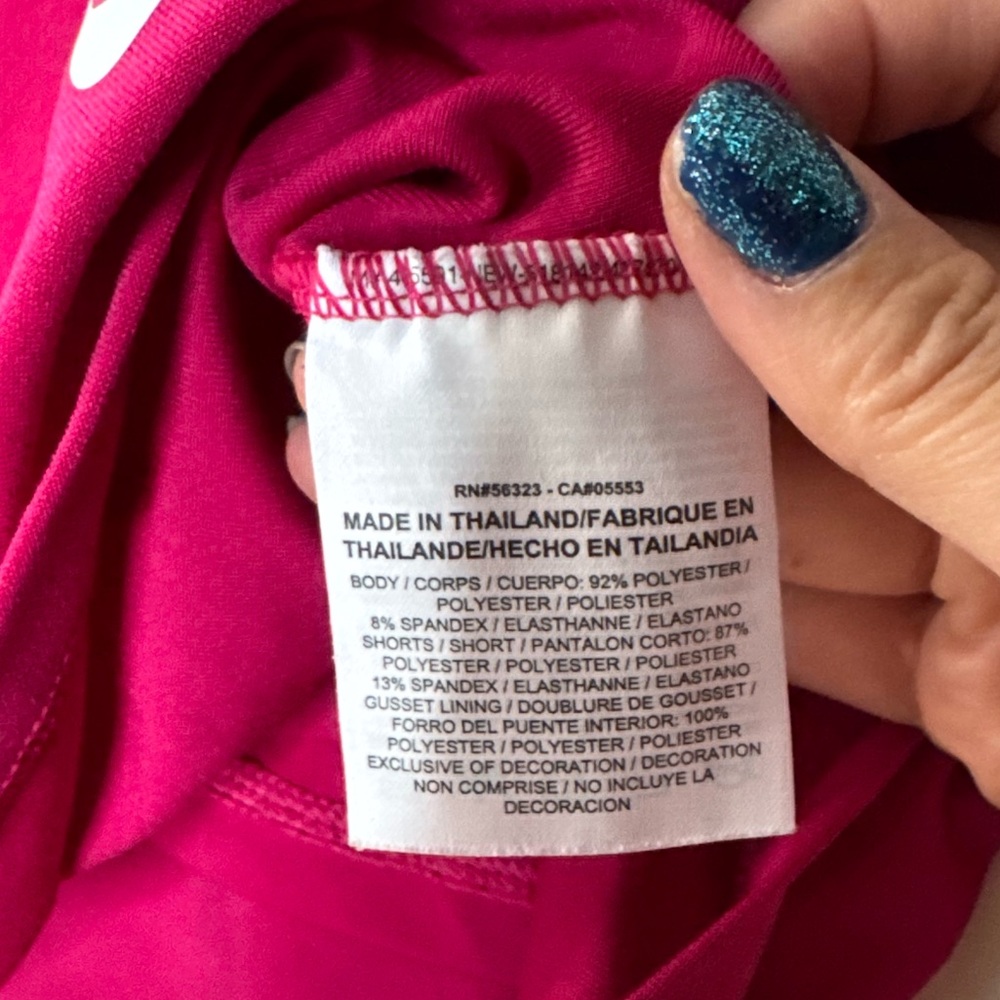 RN#56323 - CA#05553
MADE IN THAILAND/FABRIQUE EN
THAILANDE/HECHO EN TAILANDIA
BODY / CORPS / CUERPO: 92% POLYESTER /
POLYESTER / POLIESTER
8% SPANDEX / ELASTHANNE / ELASTANO
SHORTS / SHORT / PANTALON CORTO: 87%
POLYESTER / POLYESTER / POLIESTER
13% SPANDEX / ELASTHANNE / ELASTANO
GUSSET LINING / DOUBLURE DE GOUSSET /
FORRO DEL PUENTE INTERIOR: 100%
POLYESTER / POLYESTER / POLIESTER
EXCLUSIVE OF DECORATION / DECORATION
NON COMPRISE / NO INCLUYE LA
DECORACION